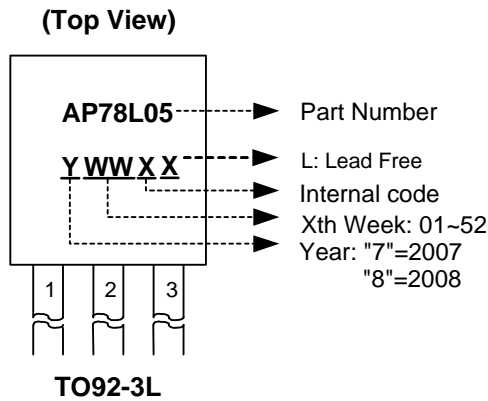 (Top View)
AP78L05
Part Number
Y WW X X
L: Lead Free
Internal code
Xth Week: 01~52
Year: "7"=2007
"8"=2008
1 2 3
TO92-3L